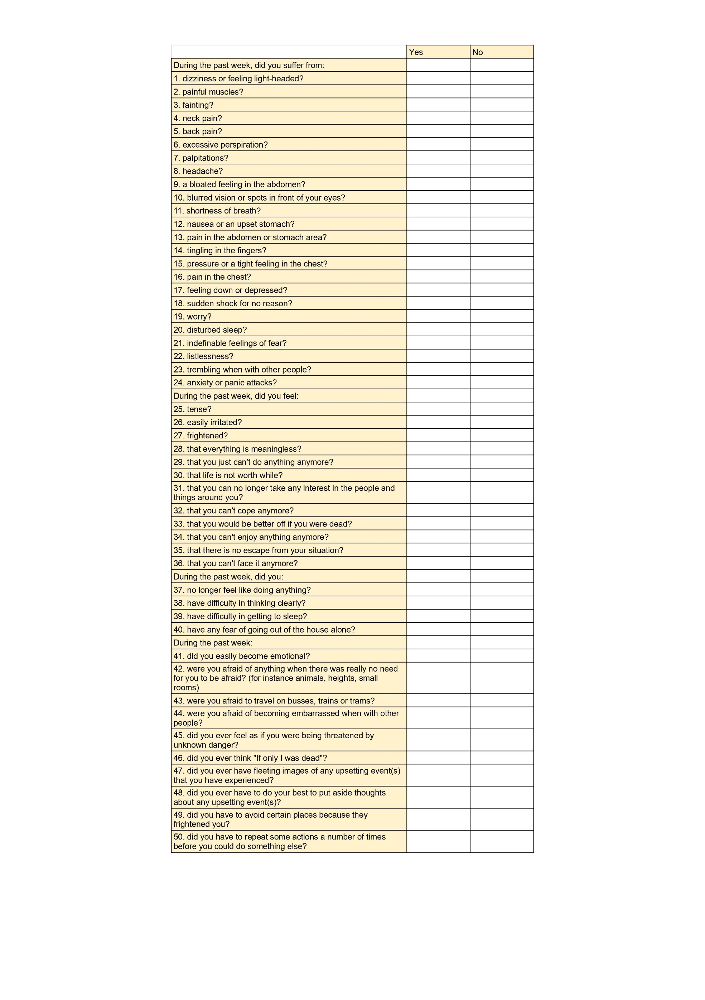 Yes No
During the past week, did you suffer from:
1. dizziness or feeling light-headed?
2. painful muscles?
3. fainting?
4. neck pain?
5. back pain?
6. excessive perspiration?
7. palpitations?
8. headache?
9. a bloated feeling in the abdomen?
10. blurred vision or spots in front of your eyes?
11. shortness of breath?
12. nausea or an upset stomach?
13. pain in the abdomen or stomach area?
14. tingling in the fingers?
15. pressure or a tight feeling in the chest?
16. pain in the chest?
17. feeling down or depressed?
18. sudden shock for no reason?
19. worry?
20. disturbed sleep?
21. indefinable feelings of fear?
22. listlessness?
23. trembling when with other people?
24. anxiety or panic attacks?
During the past week, did you feel:
25. tense?
26. easily irritated?
27. frightened?
28. that everything is meaningless?
29. that you just can't do anything anymore?
30. that life is not worth while?
31. that you can no longer take any interest in the people and
things around you?
32. that you can't cope anymore?
33. that you would be better off if you were dead?
34. that you can't enjoy anything anymore?
35. that there is no escape from your situation?
36. that you can't face it anymore?
During the past week, did you:
37. no longer feel like doing anything?
38. have difficulty in thinking clearly?
39. have difficulty in getting to sleep?
40. have any fear of going out of the house alone?
During the past week:
41. did you easily become emotional?
42. were you afraid of anything when there was really no need
for you to be afraid? (for instance animals, heights, small
rooms)
43. were you afraid to travel on busses, trains or trams?
44. were you afraid of becoming embarrassed when with other
people?
45. did you ever feel as if you were being threatened by
unknown danger?
46. did you ever think "If only I was dead"?
47. did you ever have fleeting images of any upsetting event(s)
that you have experienced?
48. did you ever have to do your best to put aside thoughts
about any upsetting event(s)?
49. did you have to avoid certain places because they
frightened you?
50. did you have to repeat some actions a number of times
before you could do something else?